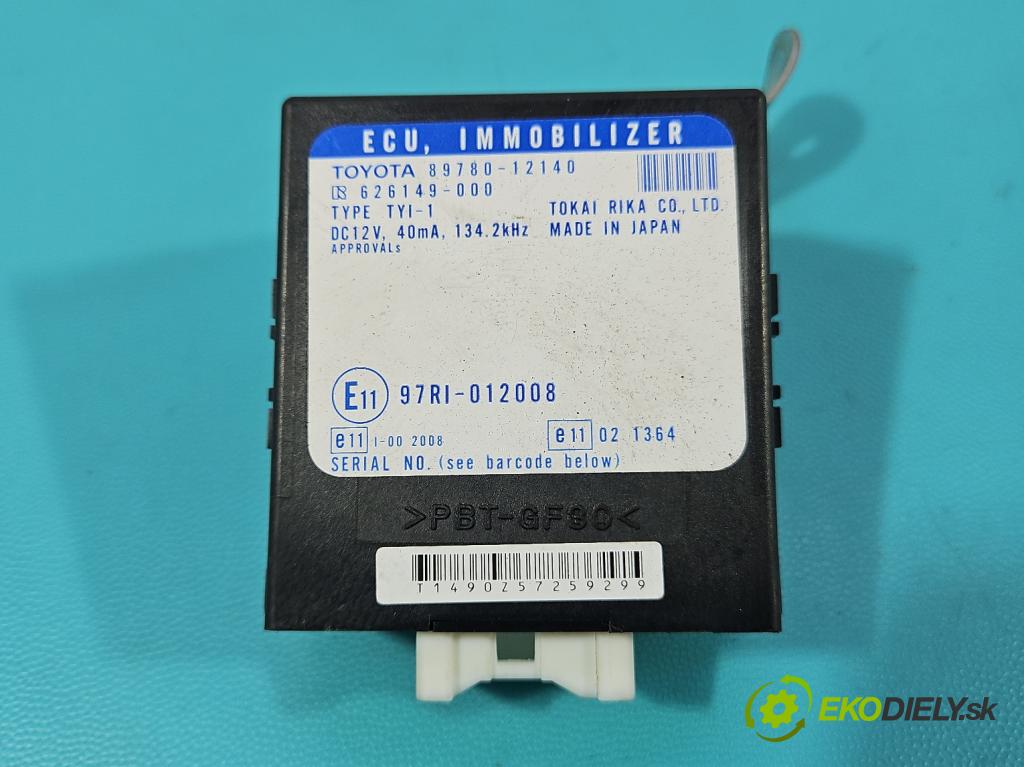 ECU, IMMOBILIZER
TOYOTA 89780-12140
R 626149-000
TYPE TYI-1 TOKAI RIKA CO., LTD.
DC12V, 40mA, 134.2kHz MADE IN JAPAN
APPROVALs
E11 97RI-012008
e11 I-00 2008 e11 02 1364
SERIAL NO. (see barcode below)
>PBT-GF30<
T1490Z57259299
EKODIELY.sk